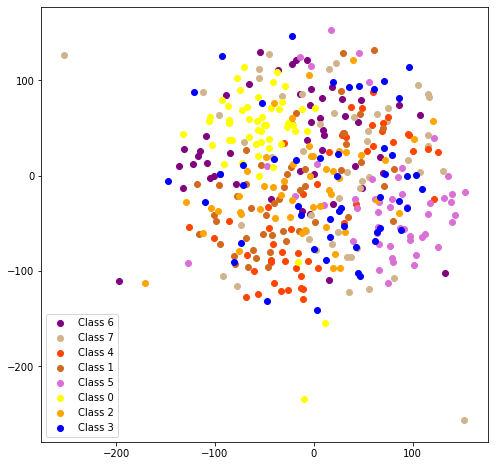 100
0
−100
−200
Class 6
Class 7
Class 4
Class 1
Class 5
Class 0
Class 2
Class 3
−200 −100 0 100